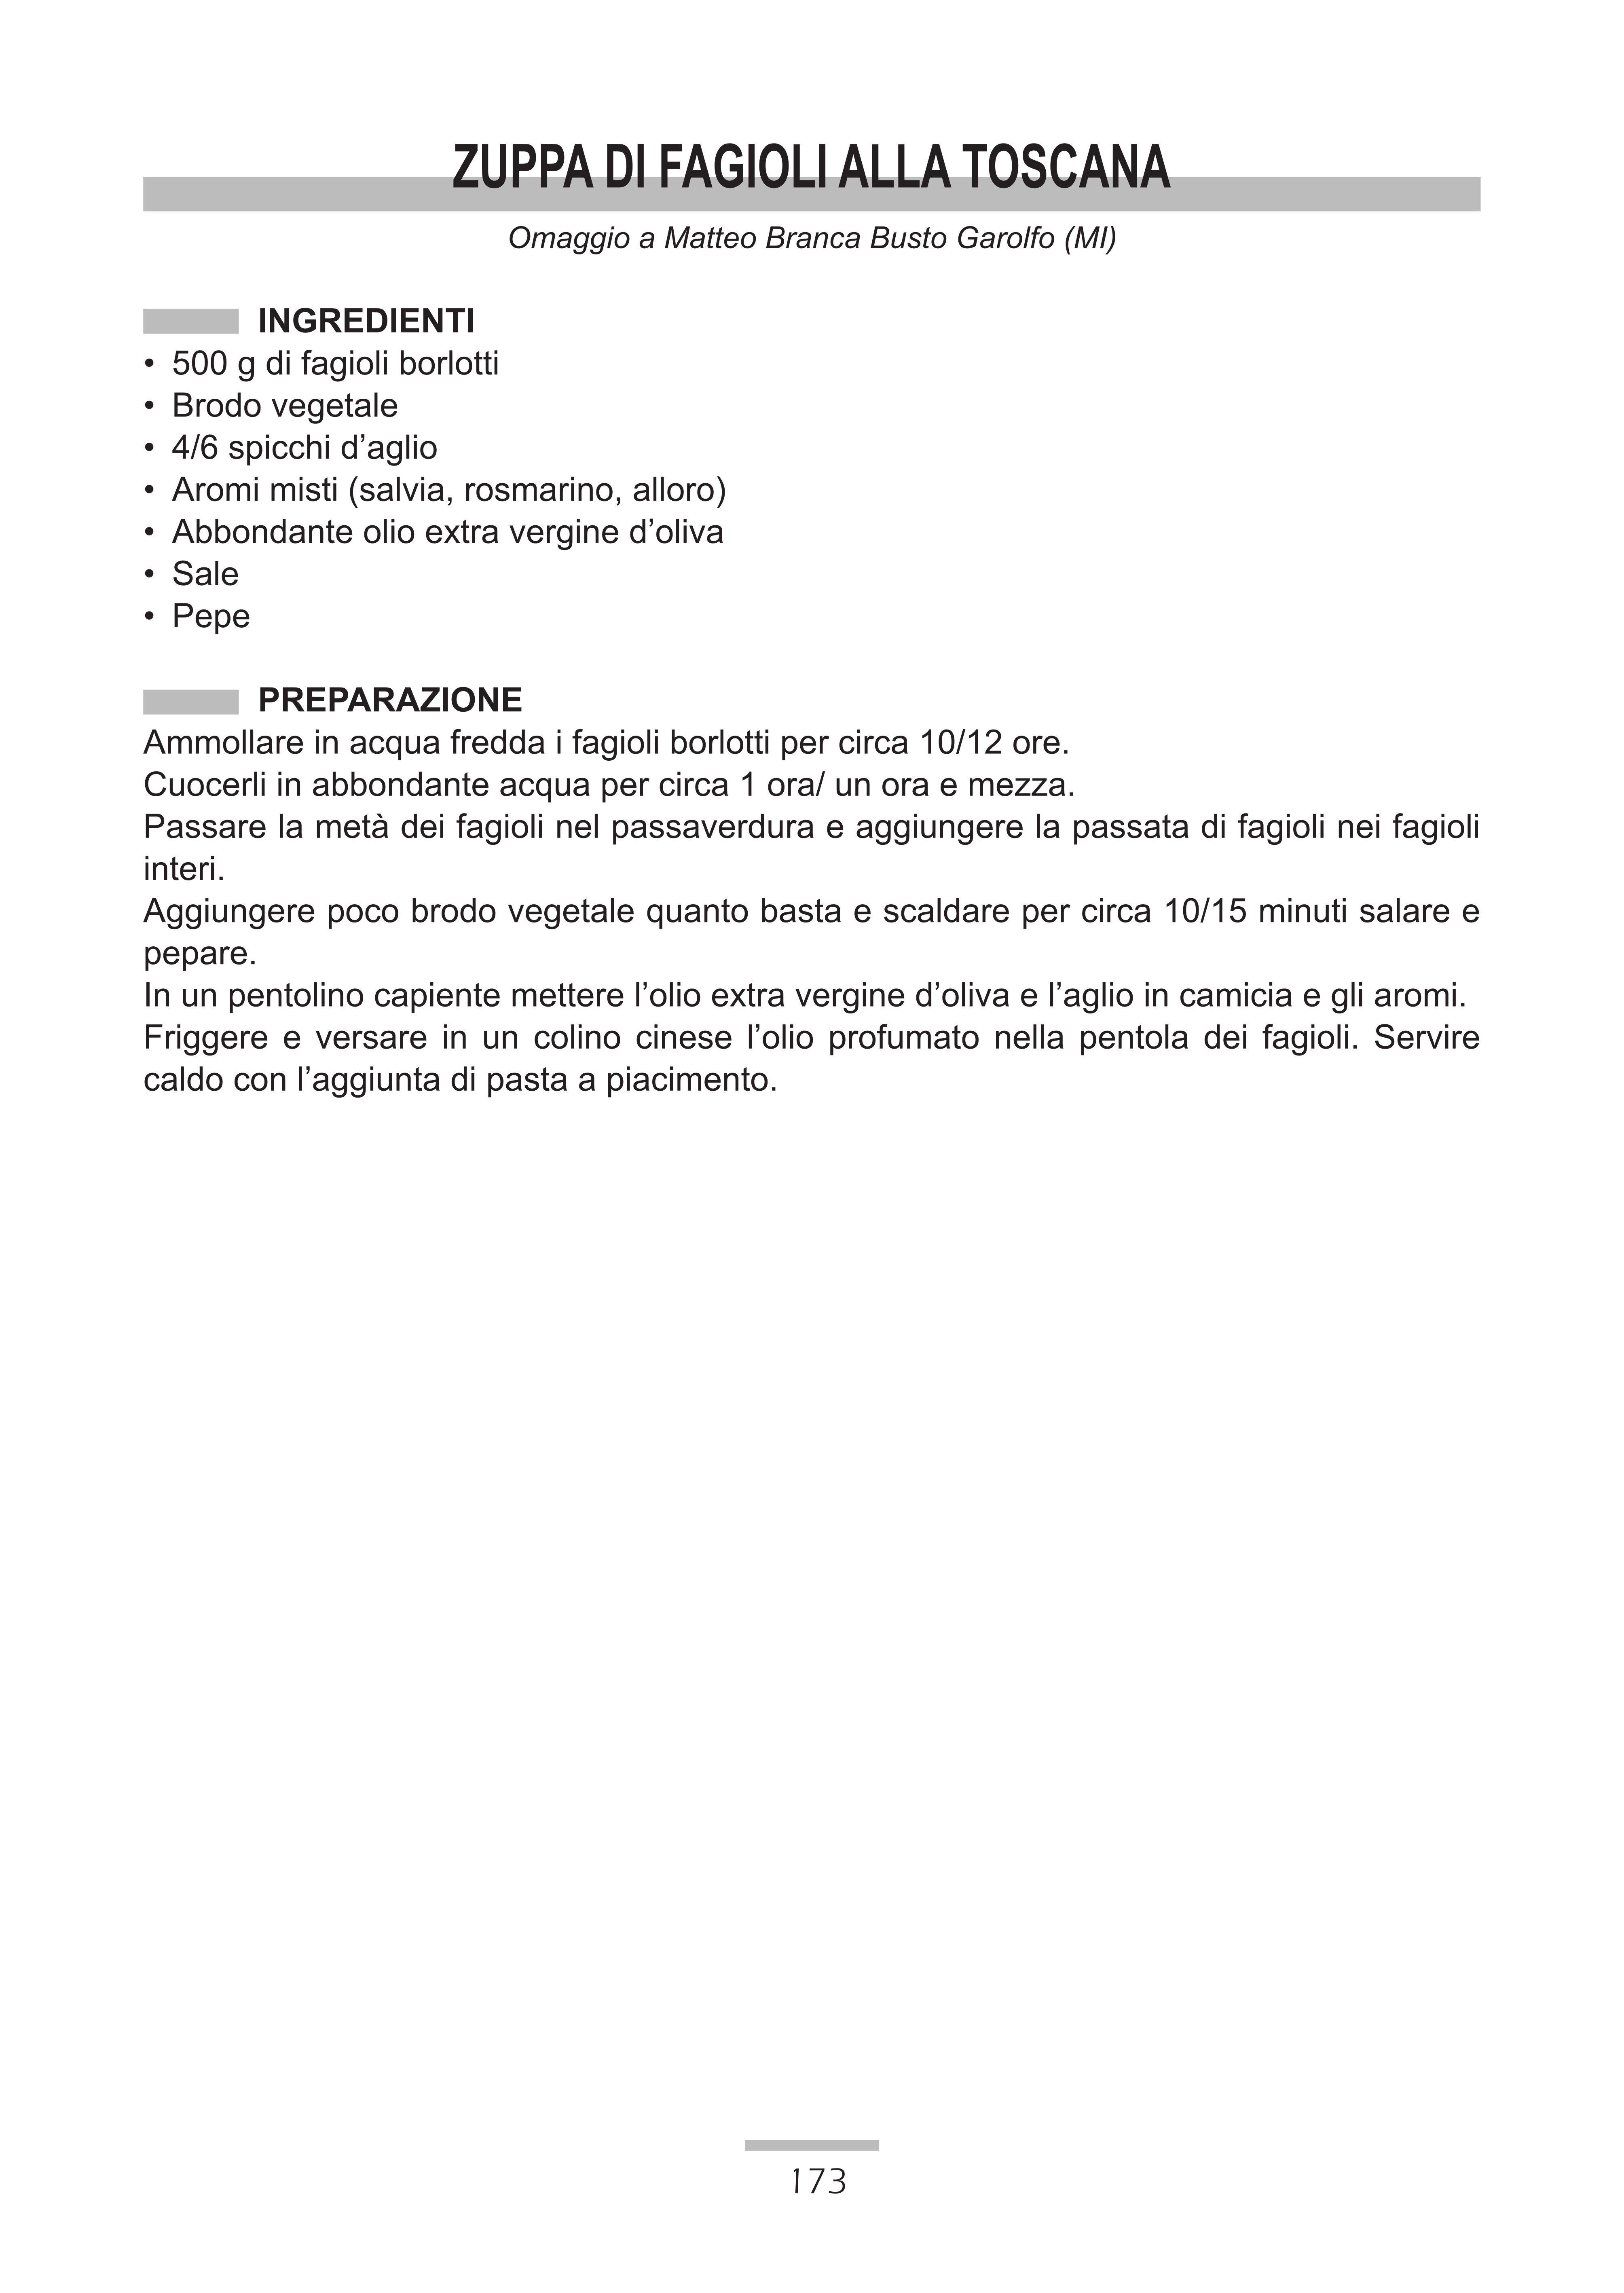 ZUPPA DI FAGIOLI ALLA TOSCANA
Omaggio a Matteo Branca Busto Garolfo (MI)
INGREDIENTI
• 500 g di fagioli borlotti
• Brodo vegetale
• 4/6 spicchi d’aglio
• Aromi misti (salvia, rosmarino, alloro)
• Abbondante olio extra vergine d’oliva
• Sale
• Pepe
PREPARAZIONE
Ammollare in acqua fredda i fagioli borlotti per circa 10/12 ore.
Cuocerli in abbondante acqua per circa 1 ora/ un ora e mezza.
Passare la metà dei fagioli nel passaverdura e aggiungere la passata di fagioli nei fagioli
interi.
Aggiungere poco brodo vegetale quanto basta e scaldare per circa 10/15 minuti salare e
pepare.
In un pentolino capiente mettere l’olio extra vergine d’oliva e l’aglio in camicia e gli aromi.
Friggere e versare in un colino cinese l’olio profumato nella pentola dei fagioli. Servire
caldo con l’aggiunta di pasta a piacimento.
173